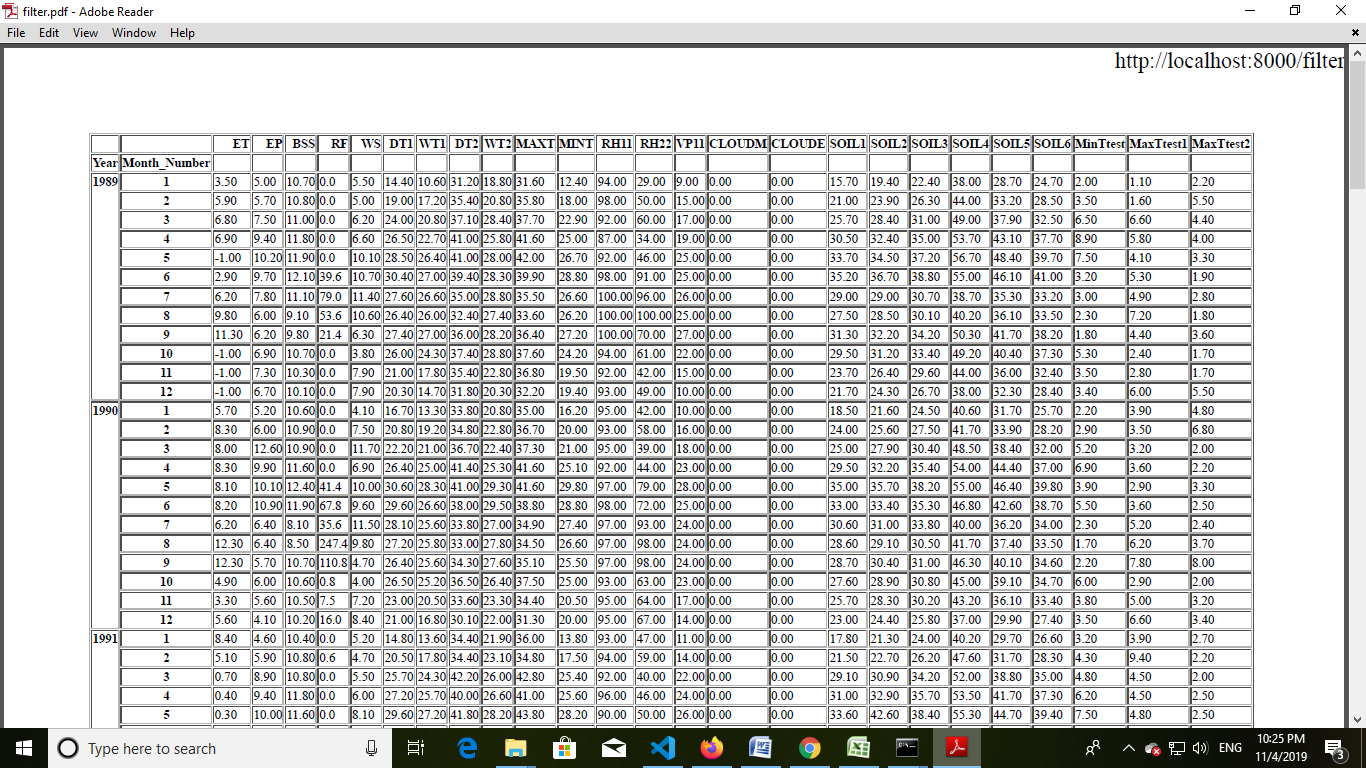 filter.pdf - Adobe Reader
File Edit View Window Help
http://localhost:8000/filter
ET EP BSS RF WS DT1 WT1 DT2 WT2 MAXT MINT RH11 RH22 VP11 CLOUDM CLOUDE SOIL1 SOIL2 SOIL3 SOIL4 SOIL5 SOIL6 MinTtest MaxTtest1 MaxTtest2
Year Month_Number
1989 1 3.50 5.00 10.70 0.0 5.50 14.40 10.60 31.20 18.80 31.60 12.40 94.00 29.00 9.00 0.00 0.00 15.70 19.40 22.40 38.00 28.70 24.70 2.00 1.10 2.20
2 5.90 5.70 10.80 0.0 5.00 19.00 17.20 35.40 20.80 35.80 18.00 98.00 50.00 15.00 0.00 0.00 21.00 23.90 26.30 44.00 33.20 28.50 3.50 1.60 5.50
3 6.80 7.50 11.00 0.0 6.20 24.00 20.80 37.10 28.40 37.70 22.90 92.00 60.00 17.00 0.00 0.00 25.70 28.40 31.00 49.00 37.90 32.50 6.50 6.60 4.40
4 6.90 9.40 11.80 0.0 6.60 26.50 22.70 41.00 25.80 41.60 25.00 87.00 34.00 19.00 0.00 0.00 30.50 32.40 35.00 53.70 43.10 37.70 8.90 5.80 4.00
5 -1.00 10.20 11.90 0.0 10.10 28.50 26.40 41.00 28.00 42.00 26.70 92.00 46.00 25.00 0.00 0.00 33.70 34.50 37.20 56.70 48.40 39.70 7.50 4.10 3.30
6 2.90 9.70 12.10 39.6 10.70 30.40 27.00 39.40 28.30 39.90 28.80 98.00 91.00 25.00 0.00 0.00 35.20 36.70 38.80 55.00 46.10 41.00 3.20 5.30 1.90
7 6.20 7.80 11.10 79.0 11.40 27.60 26.60 35.00 28.80 35.50 26.60 100.00 96.00 26.00 0.00 0.00 29.00 29.00 30.70 38.70 35.30 33.20 3.00 4.90 2.80
8 9.80 6.00 9.10 53.6 10.60 26.40 26.00 32.40 27.40 33.60 26.20 100.00 100.00 25.00 0.00 0.00 27.50 28.50 30.10 40.20 36.10 33.50 2.30 7.20 1.80
9 11.30 6.20 9.80 21.4 6.30 27.40 27.00 36.00 28.20 36.40 27.20 100.00 70.00 27.00 0.00 0.00 31.30 32.20 34.20 50.30 41.70 38.20 1.80 4.40 3.60
10 -1.00 6.90 10.70 0.0 3.80 26.00 24.30 37.40 28.80 37.60 24.20 94.00 61.00 22.00 0.00 0.00 29.50 31.20 33.40 49.20 40.40 37.30 5.30 2.40 1.70
11 -1.00 7.30 10.30 0.0 7.90 21.00 17.80 35.40 22.80 36.80 19.50 92.00 42.00 15.00 0.00 0.00 23.70 26.40 29.60 44.00 36.00 32.40 3.50 2.80 1.70
12 -1.00 6.70 10.10 0.0 7.90 20.30 14.70 31.80 20.30 32.20 19.40 93.00 49.00 10.00 0.00 0.00 21.70 24.30 26.70 38.00 32.30 28.40 3.40 6.00 5.50
1990 1 5.70 5.20 10.60 0.0 4.10 16.70 13.30 33.80 20.80 35.00 16.20 95.00 42.00 10.00 0.00 0.00 18.50 21.60 24.50 40.60 31.70 25.70 2.20 3.90 4.80
2 8.30 6.00 10.90 0.0 7.50 20.80 19.20 34.80 22.80 36.70 20.00 93.00 58.00 16.00 0.00 0.00 24.00 25.60 27.50 41.70 33.90 28.20 2.90 3.50 6.80
3 8.00 12.60 10.90 0.0 11.70 22.20 21.00 36.70 22.40 37.30 21.00 95.00 39.00 18.00 0.00 0.00 25.00 27.90 30.40 48.50 38.40 32.00 5.20 3.20 2.00
4 8.30 9.90 11.60 0.0 6.90 26.40 25.00 41.40 25.30 41.60 25.10 92.00 44.00 23.00 0.00 0.00 29.50 32.20 35.40 54.00 44.40 37.00 6.90 3.60 2.20
5 8.10 10.10 12.40 41.4 10.00 30.60 28.30 41.00 29.30 41.60 29.80 97.00 79.00 28.00 0.00 0.00 35.00 35.70 38.20 55.00 46.40 39.80 3.90 2.90 3.30
6 8.20 10.90 11.90 67.8 9.60 29.60 26.60 38.00 29.50 38.80 28.80 98.00 72.00 25.00 0.00 0.00 33.00 33.40 35.30 46.80 42.60 38.70 5.50 3.60 2.50
7 6.20 6.40 8.10 35.6 11.50 28.10 25.60 33.80 27.00 34.90 27.40 97.00 93.00 24.00 0.00 0.00 30.60 31.00 33.80 40.00 36.20 34.00 2.30 5.20 2.40
8 12.30 6.40 8.50 247.4 9.80 27.20 25.80 33.00 27.80 34.50 26.60 97.00 98.00 24.00 0.00 0.00 28.60 29.10 30.50 41.70 37.40 33.50 1.70 6.20 3.70
9 12.30 5.70 10.70 110.8 4.70 26.40 25.60 34.30 27.60 35.10 25.50 97.00 98.00 24.00 0.00 0.00 28.70 30.40 31.00 46.30 40.10 34.60 2.20 7.80 8.00
10 4.90 6.00 10.60 0.8 4.00 26.50 25.20 36.50 26.40 37.50 25.00 93.00 63.00 23.00 0.00 0.00 27.60 28.90 30.80 45.00 39.10 34.70 6.00 2.90 2.00
11 3.30 5.60 10.50 7.5 7.20 23.00 20.50 33.60 23.30 34.40 20.50 95.00 64.00 17.00 0.00 0.00 25.70 28.30 30.20 43.20 36.10 33.40 3.80 5.00 3.20
12 5.60 4.10 10.20 16.0 8.40 21.00 16.80 30.10 22.00 31.30 20.00 95.00 67.00 14.00 0.00 0.00 23.00 24.40 25.80 37.00 29.90 27.40 3.50 6.60 3.40
1991 1 8.40 4.60 10.40 0.0 5.20 14.80 13.60 34.40 21.90 36.00 13.80 93.00 47.00 11.00 0.00 0.00 17.80 21.30 24.00 40.20 29.70 26.60 3.20 3.90 2.70
2 5.10 5.90 10.80 0.6 4.70 20.50 17.80 34.40 23.10 34.80 17.50 94.00 59.00 14.00 0.00 0.00 21.50 22.70 26.20 47.60 31.70 28.30 4.30 9.40 2.20
3 0.70 8.90 10.80 0.0 5.50 25.70 24.30 42.20 26.00 42.80 25.40 92.00 40.00 22.00 0.00 0.00 29.10 30.90 34.20 52.00 38.80 35.00 4.80 4.50 2.00
4 0.40 9.40 11.80 0.0 6.00 27.20 25.70 40.00 26.60 41.00 25.60 96.00 46.00 24.00 0.00 0.00 31.00 32.90 35.70 53.50 41.70 37.30 6.20 4.50 2.50
5 0.30 10.00 11.60 0.0 8.10 29.60 27.20 41.80 28.20 43.80 28.20 90.00 50.00 26.00 0.00 0.00 33.60 42.60 38.40 55.30 44.70 39.40 7.50 4.80 2.50
Type here to search
ENG
10:25 PM
11/4/2019
3